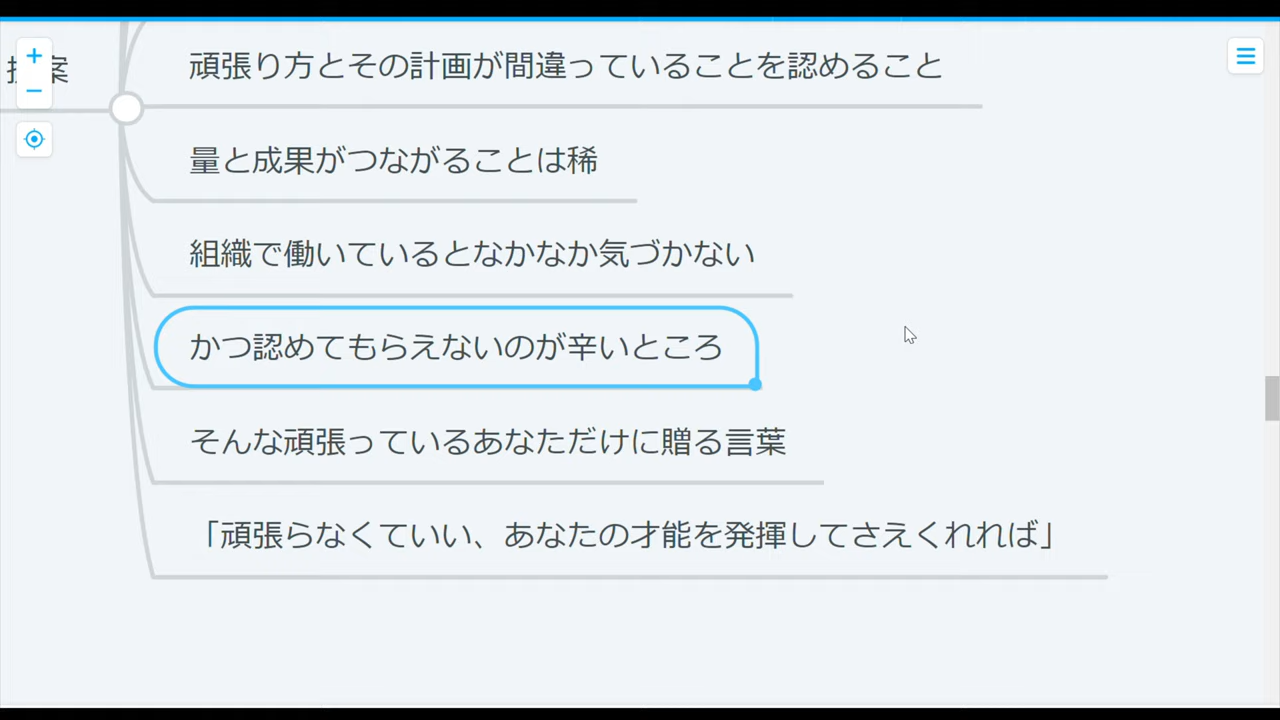 頑張り方とその計画が間違っていることを認めること
案
量と成果がつながることは稀
組織で働いているとなかなか気づかない
かつ認めてもらえないのが辛いところ
そんな頑張っているあなただけに贈る言葉
「頑張らなくていい、あなたの才能を発揮してさえくれれば」